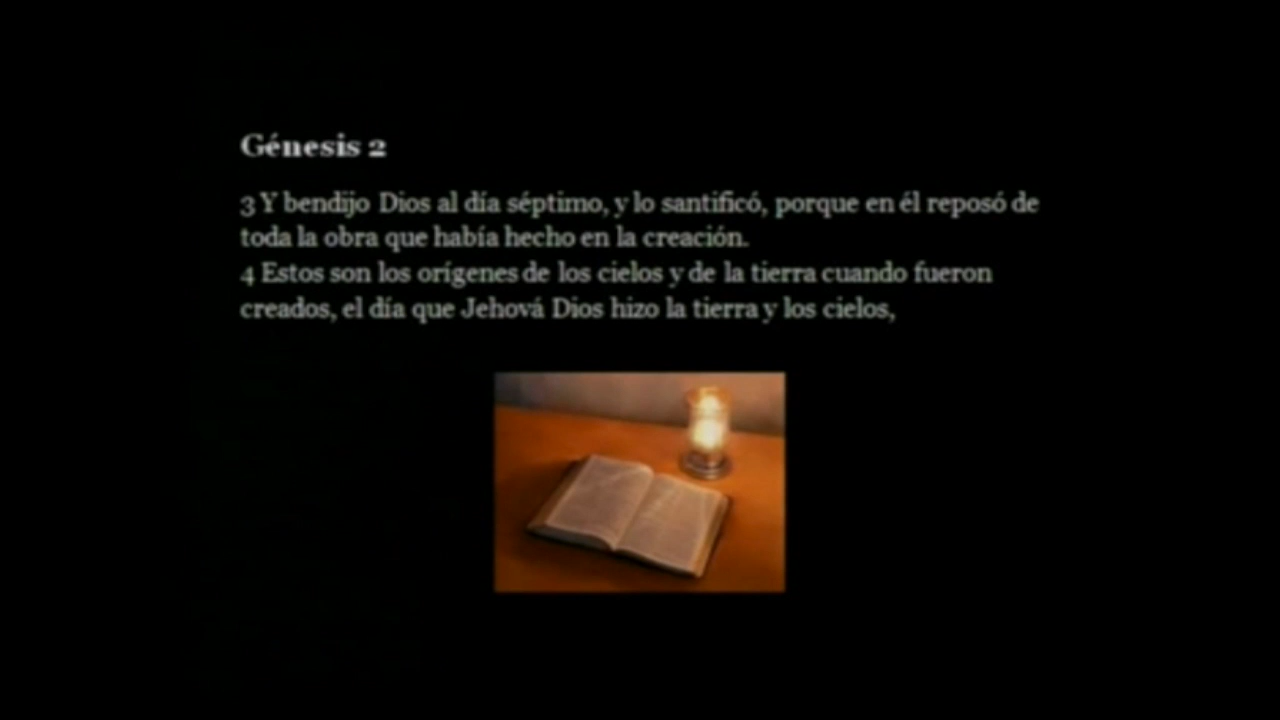 Génesis 2
3 Y bendijo Dios al día séptimo, y lo santificó, porque en él reposó de
toda la obra que había hecho en la creación.
4 Estos son los orígenes de los cielos y de la tierra cuando fueron
creados, el día que Jehová Dios hizo la tierra y los cielos,